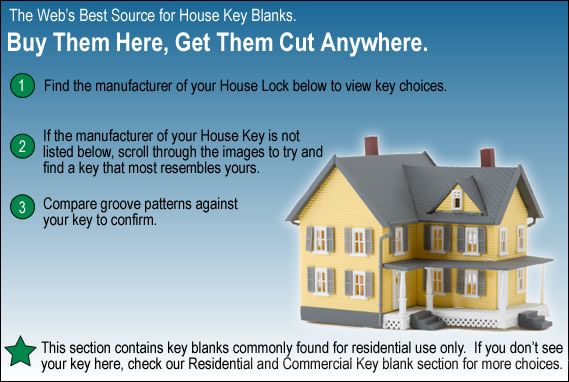 The Web's Best Source for House Key Blanks.
Buy Them Here, Get Them Cut Anywhere.
1 Find the manufacturer of your House Lock below to view key choices.
2 If the manufacturer of your House Key is not
listed below, scroll through the images to try and
find a key that most resembles yours.
3 Compare groove patterns against
your key to confirm.
This section contains key blanks commonly found for residential use only. If you don't see
your key here, check our Residential and Commercial Key blank section for more choices.